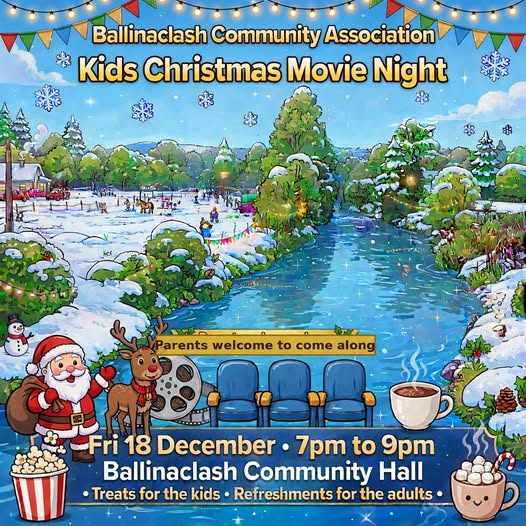 Ballinaclash Community Association
Kids Christmas Movie Night
Parents welcome to come along
Fri 18 December • 7pm to 9pm
Ballinaclash Community Hall
• Treats for the kids • Refreshments for the adults •